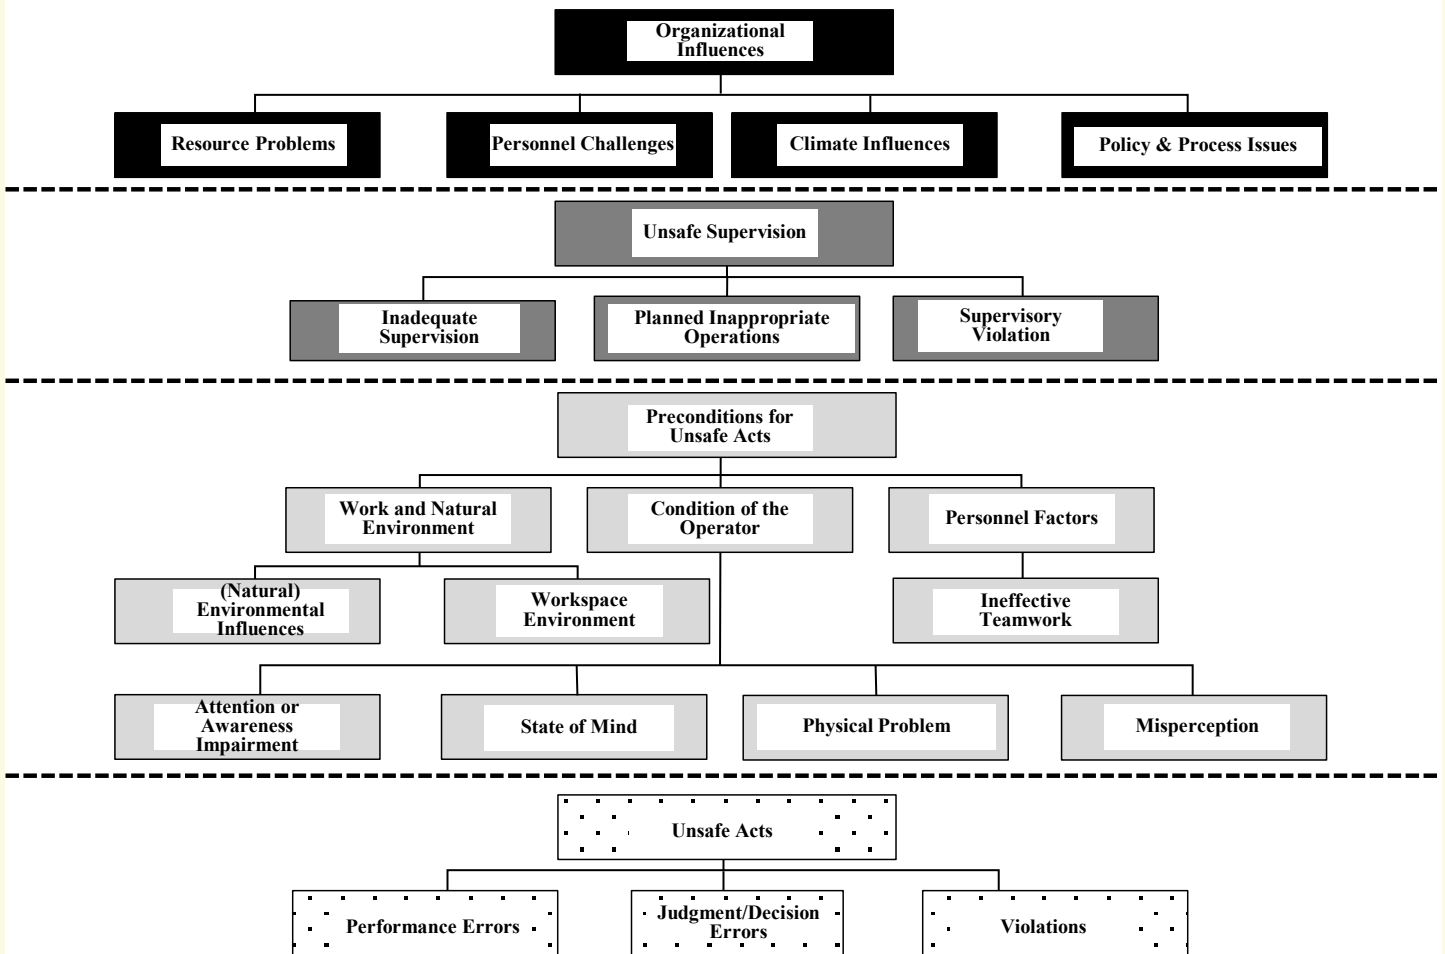 Organizational
Influences
Resource Problems
Personnel Challenges
Climate Influences
Policy & Process Issues
Unsafe Supervision
Inadequate
Supervision
Planned Inappropriate
Operations
Supervisory
Violation
Preconditions for
Unsafe Acts
Work and Natural
Environment
Condition of the
Operator
Personnel Factors
(Natural)
Environmental
Influences
Workspace
Environment
Ineffective
Teamwork
Attention or
Awareness
Impairment
State of Mind
Physical Problem
Misperception
Unsafe Acts
Performance Errors
Judgment/Decision
Errors
Violations